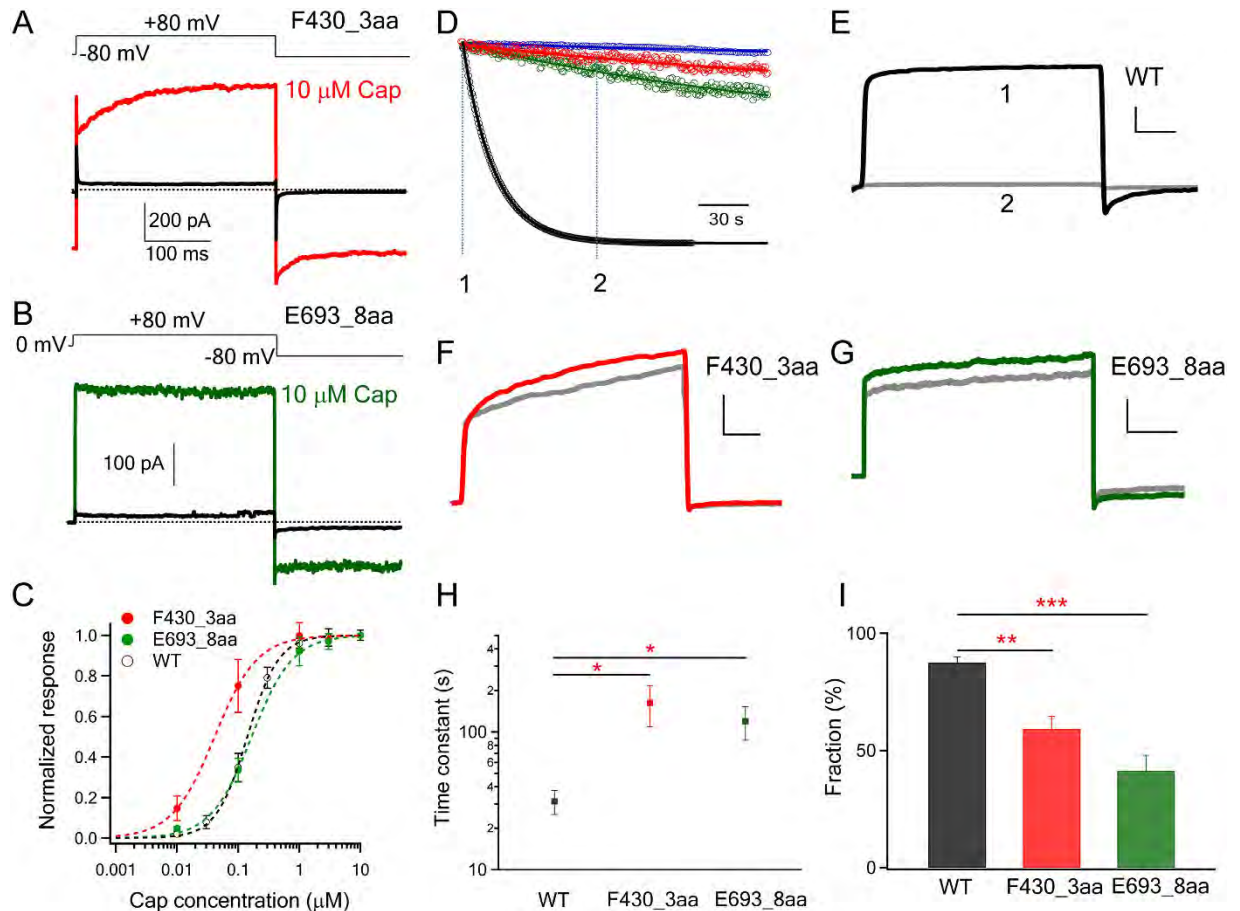 A
+80 mV
F430_3aa
-80 mV
10 μM Cap
200 pA
100 ms
B
+80 mV
E693_8aa
0 mV
-80 mV
10 μM Cap
100 pA
C
F430_3aa
E693_8aa
WT
Normalized response
1.0
0.8
0.6
0.4
0.2
0.0
0.001
0.01
0.1
1
10
Cap concentration (μM)
D
30 s
1
2
E
WT
1
2
F
F430_3aa
G
E693_8aa
H
Time constant (s)
4
2
100
8
6
4
2
10
*
*
WT
F430_3aa
E693_8aa
I
Fraction (%)
100
50
0
***
**
WT
F430_3aa
E693_8aa